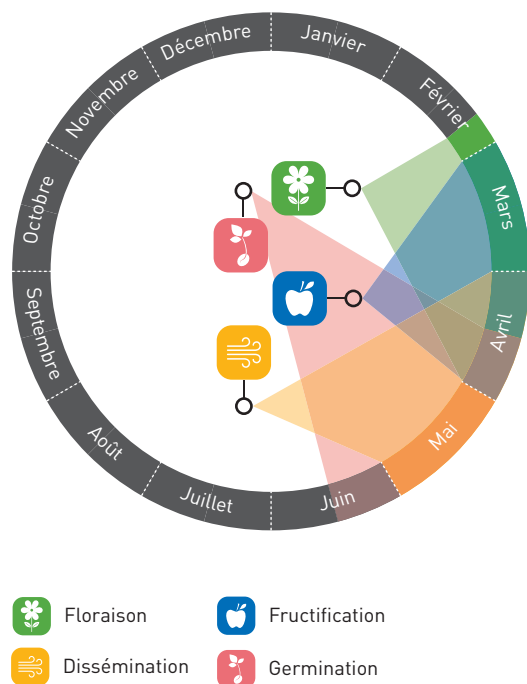 Janvier
Février
Mars
Avril
Mai
Juin
Juillet
Août
Septembre
Octobre
Novembre
Décembre
Floraison
Fructification
Dissémination
Germination